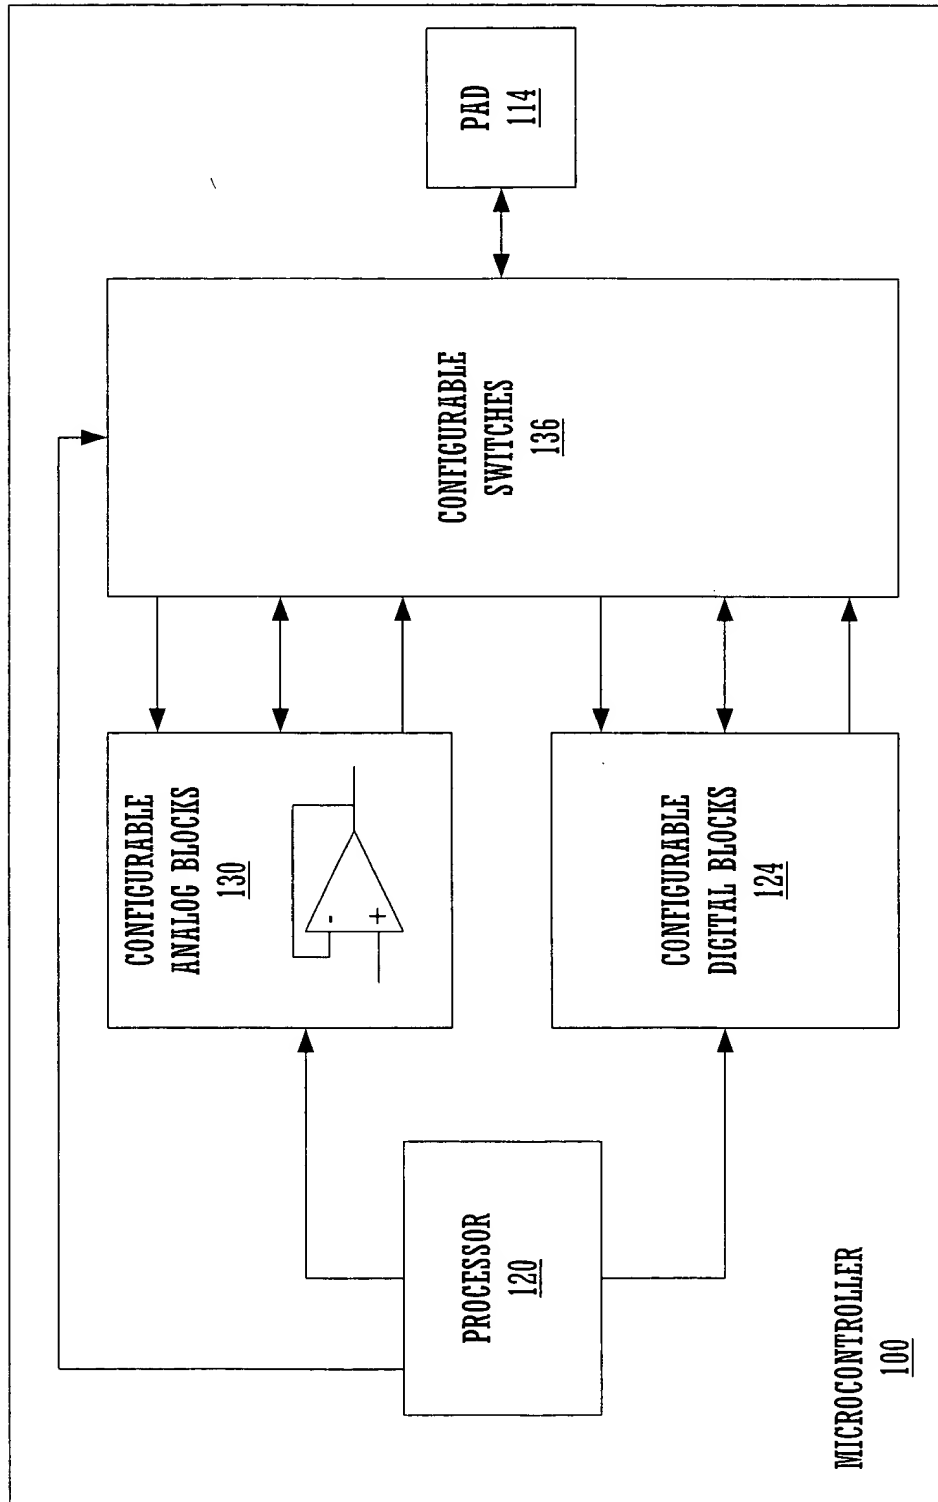 MICROCONTROLLER
100
PROCESSOR
120
CONFIGURABLE
ANALOG BLOCKS
130
-
+
CONFIGURABLE
DIGITAL BLOCKS
124
CONFIGURABLE
SWITCHES
136
PAD
114